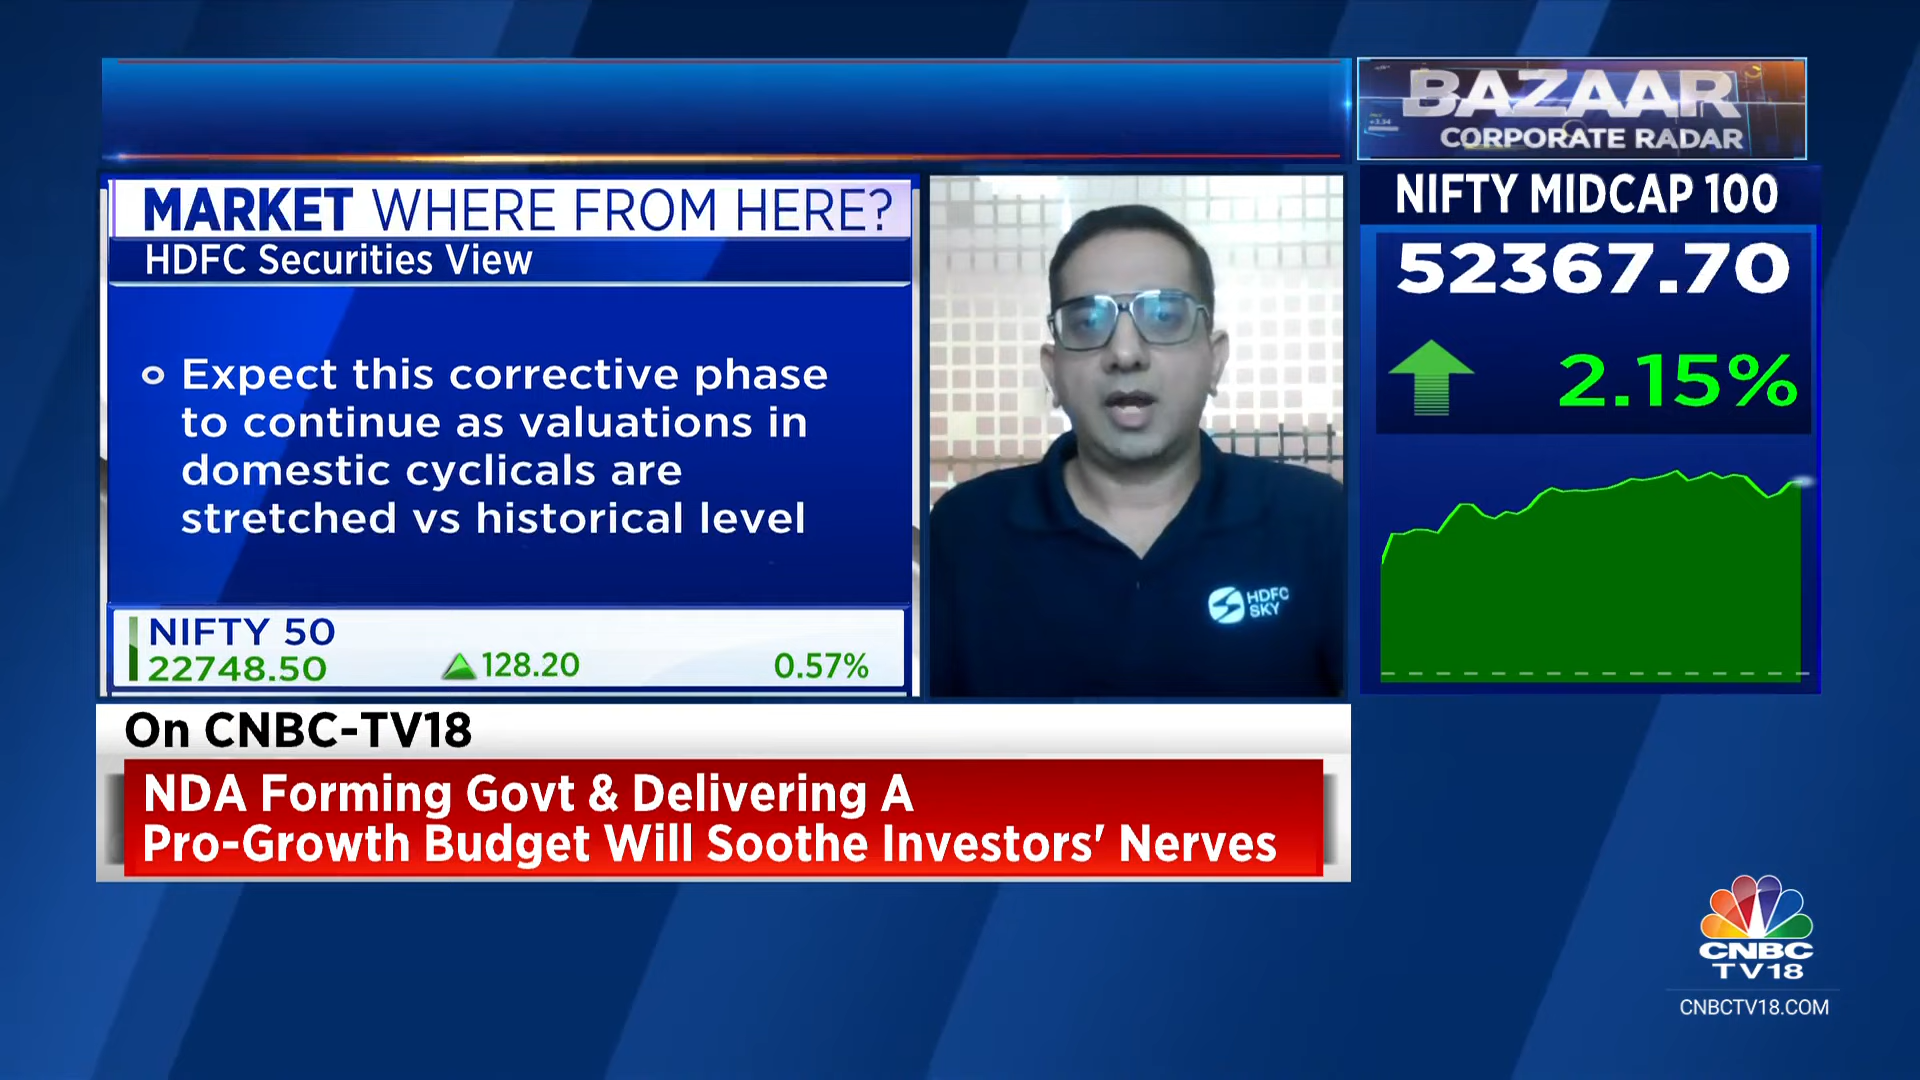 BAZAAR
CORPORATE RADAR
MARKET WHERE FROM HERE?
HDFC Securities View
Expect this corrective phase
to continue as valuations in
domestic cyclicals are
stretched vs historical level
NIFTY 50
22748.50 128.20 0.57%
HDFC
SKY
NIFTY MIDCAP 100
52367.70
2.15%
On CNBC-TV18
NDA Forming Govt & Delivering A
Pro-Growth Budget Will Soothe Investors' Nerves
CNBC
TV18
CNBCTV18.COM